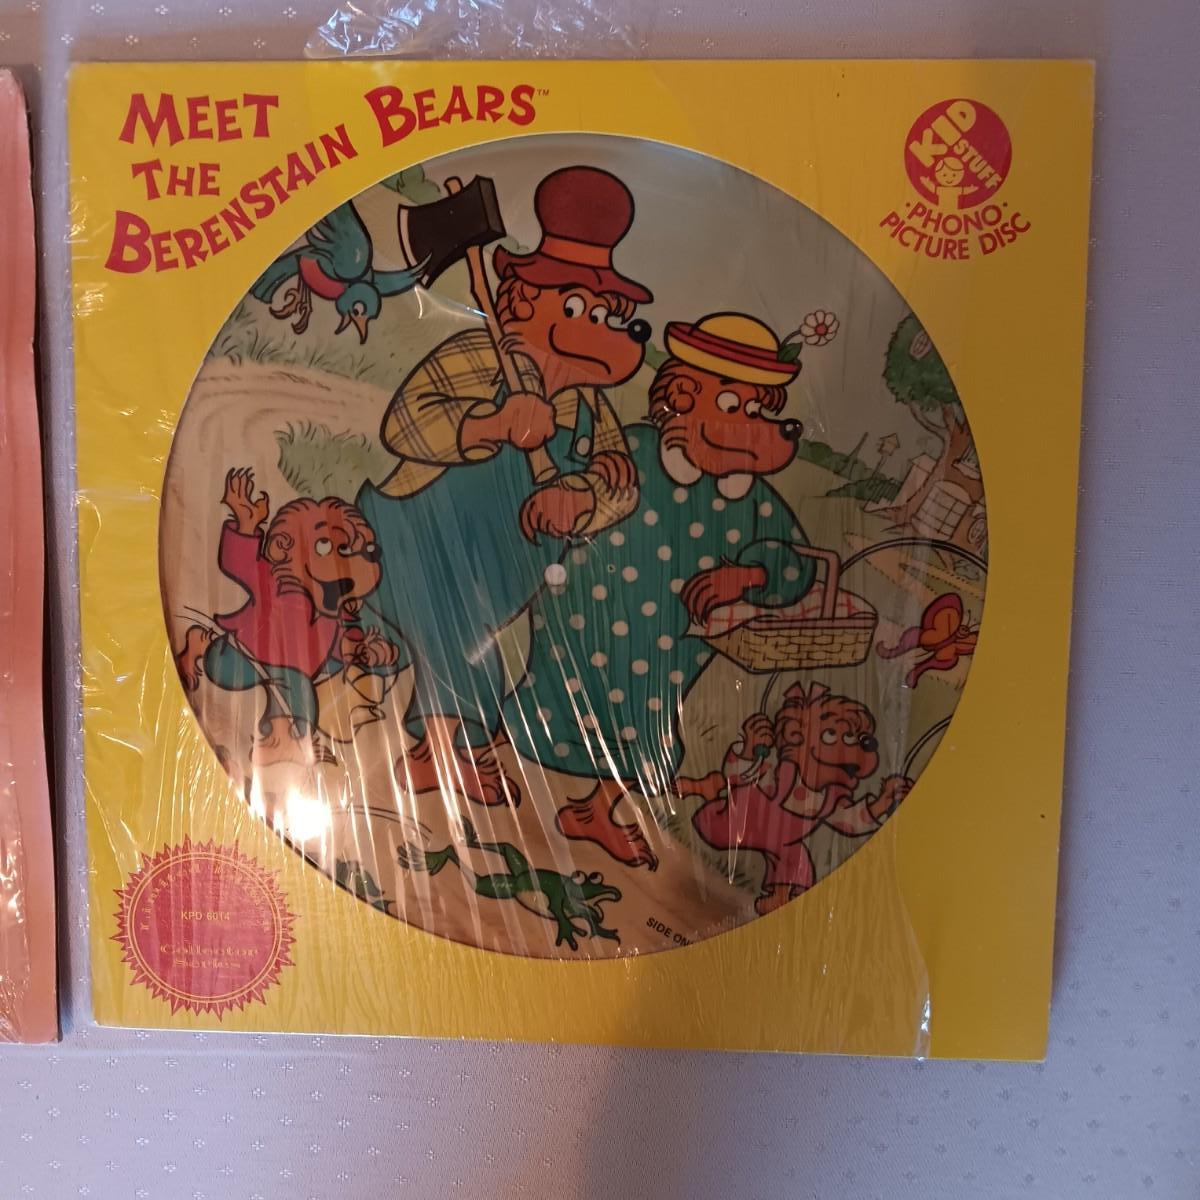 MEET
THE
BERENSTAIN BEARS™
KID
STUFF
·PHONO·
PICTURE DISC
KPD 6014
Collector
Series
SIDE ON